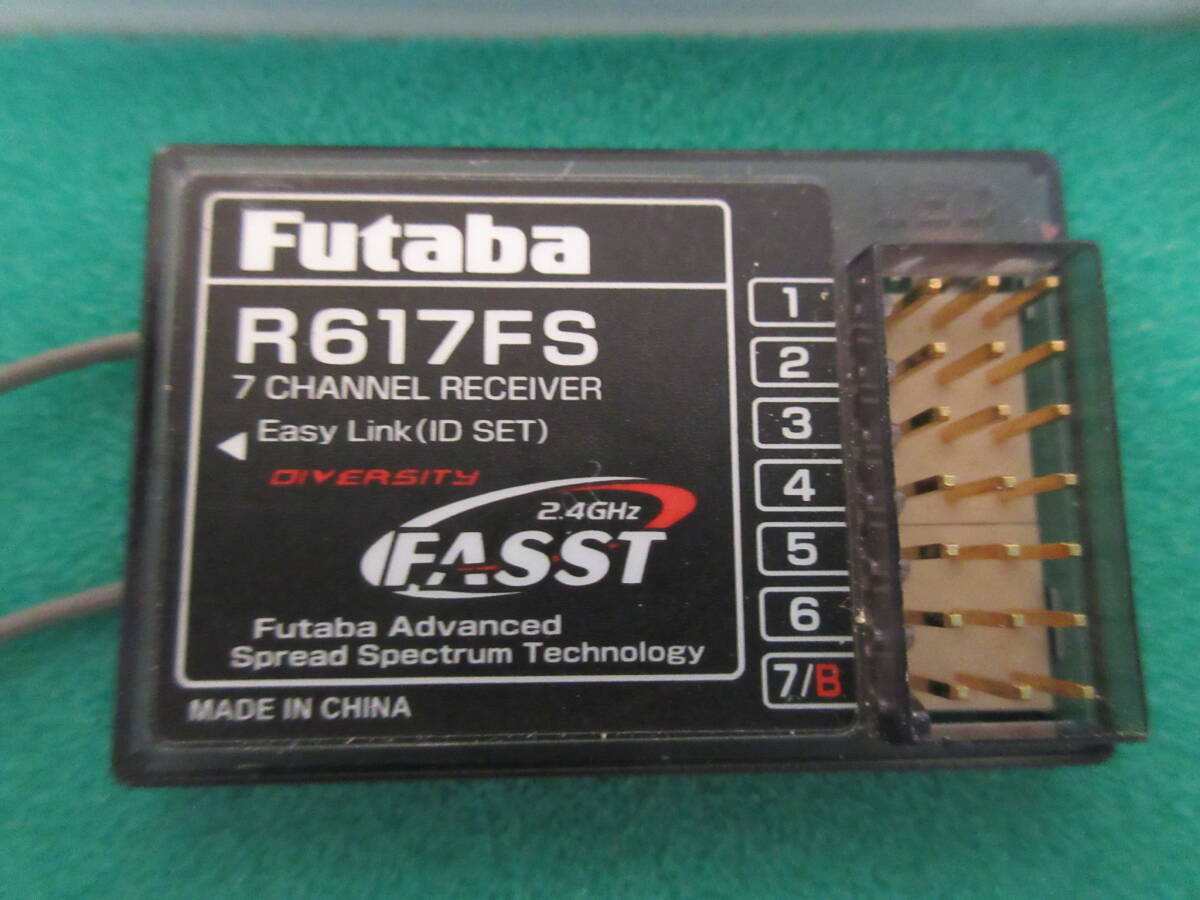 Futaba
R617FS
7 CHANNEL RECEIVER
Easy Link (ID SET)
DIVERSITY
2.4GHz
FASST
Futaba Advanced
Spread Spectrum Technology
MADE IN CHINA
1
2
3
4
5
6
7/B
LED